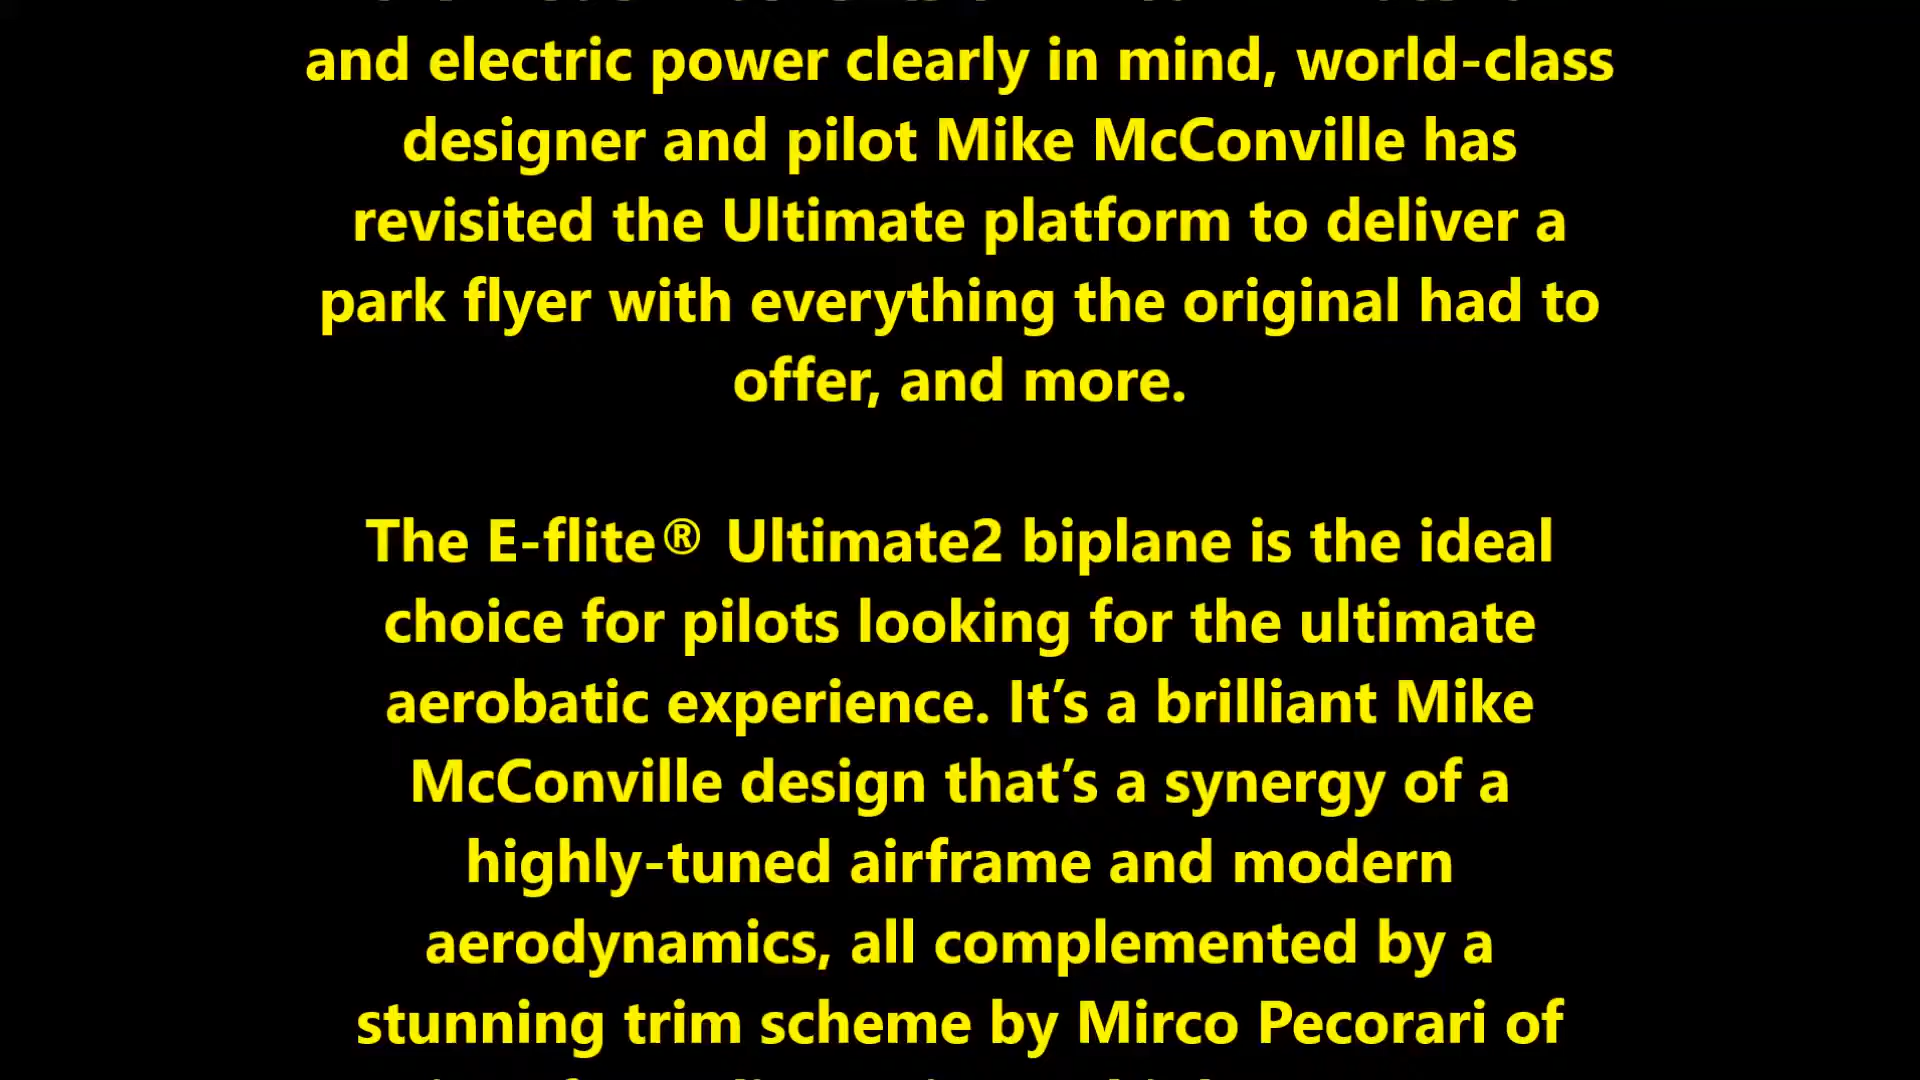 and electric power clearly in mind, world-class
designer and pilot Mike McConville has
revisited the Ultimate platform to deliver a
park flyer with everything the original had to
offer, and more.
The E-flite® Ultimate2 biplane is the ideal
choice for pilots looking for the ultimate
aerobatic experience. It’s a brilliant Mike
McConville design that’s a synergy of a
highly-tuned airframe and modern
aerodynamics, all complemented by a
stunning trim scheme by Mirco Pecorari of